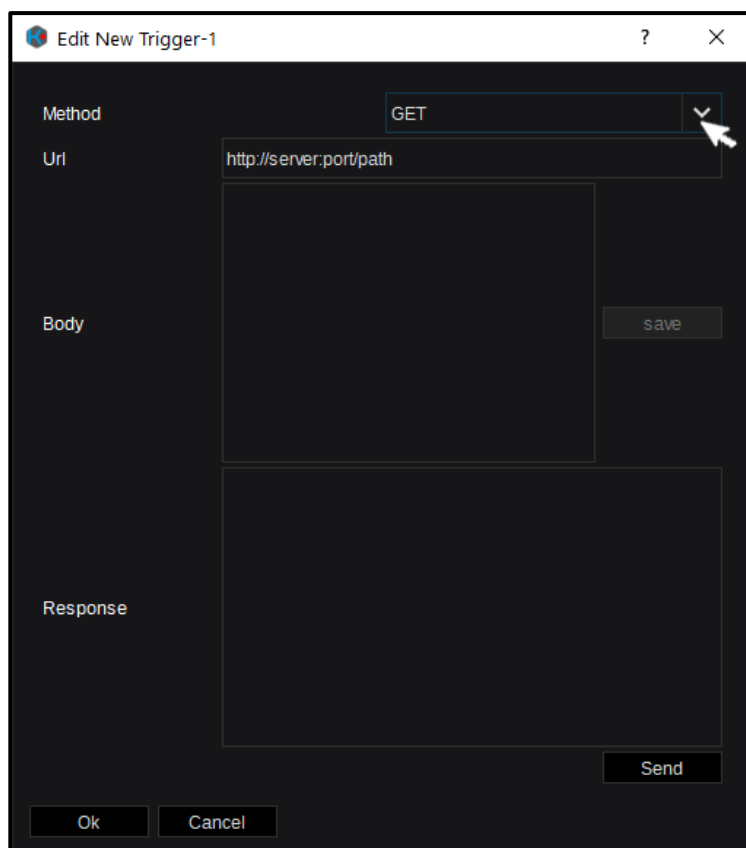 Edit New Trigger-1 ?
Method GET
Url http://server:port/path
Body save
Response
Send
Ok Cancel